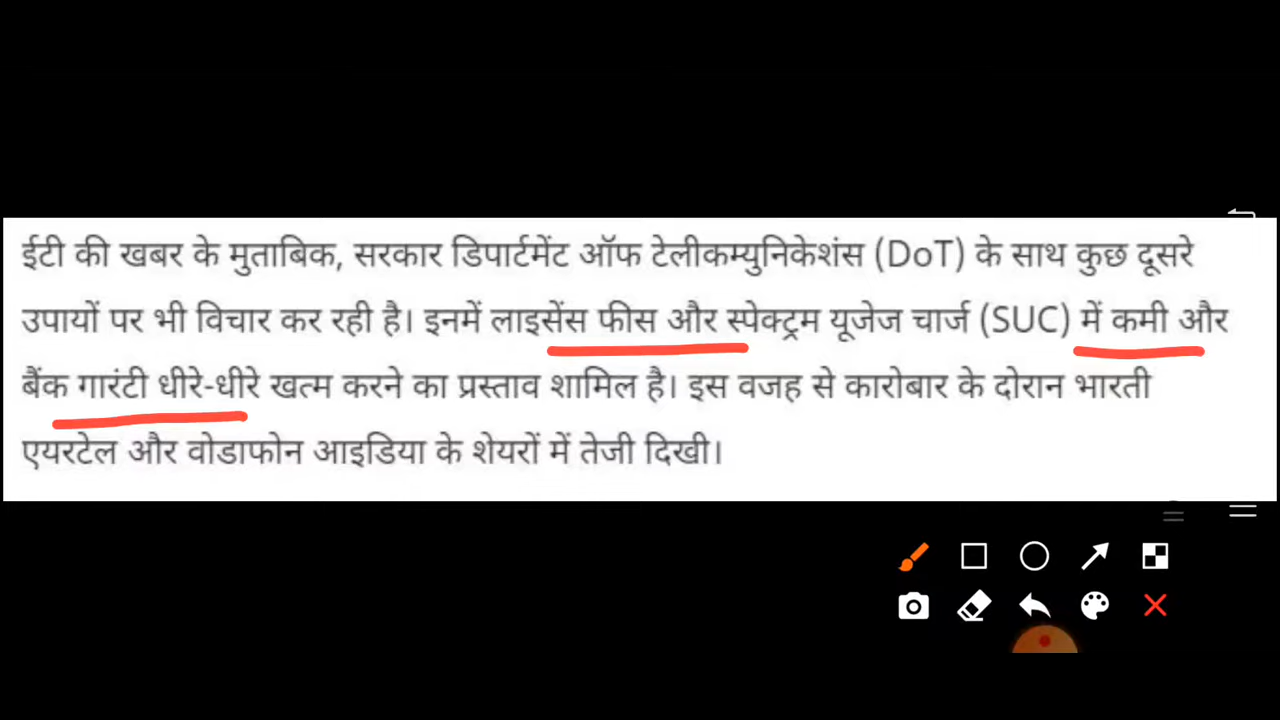 ईटी की खबर के मुताबिक, सरकार डिपार्टमेंट ऑफ टेलीकम्युनिकेशंस (DoT) के साथ कुछ दूसरे
उपायों पर भी विचार कर रही है। इनमें लाइसेंस फीस और स्पेक्ट्रम यूजेज चार्ज (SUC) में कमी और
बैंक गारंटी धीरे-धीरे खत्म करने का प्रस्ताव शामिल है। इस वजह से कारोबार के दोरान भारती
एयरटेल और वोडाफोन आइडिया के शेयरों में तेजी दिखी।